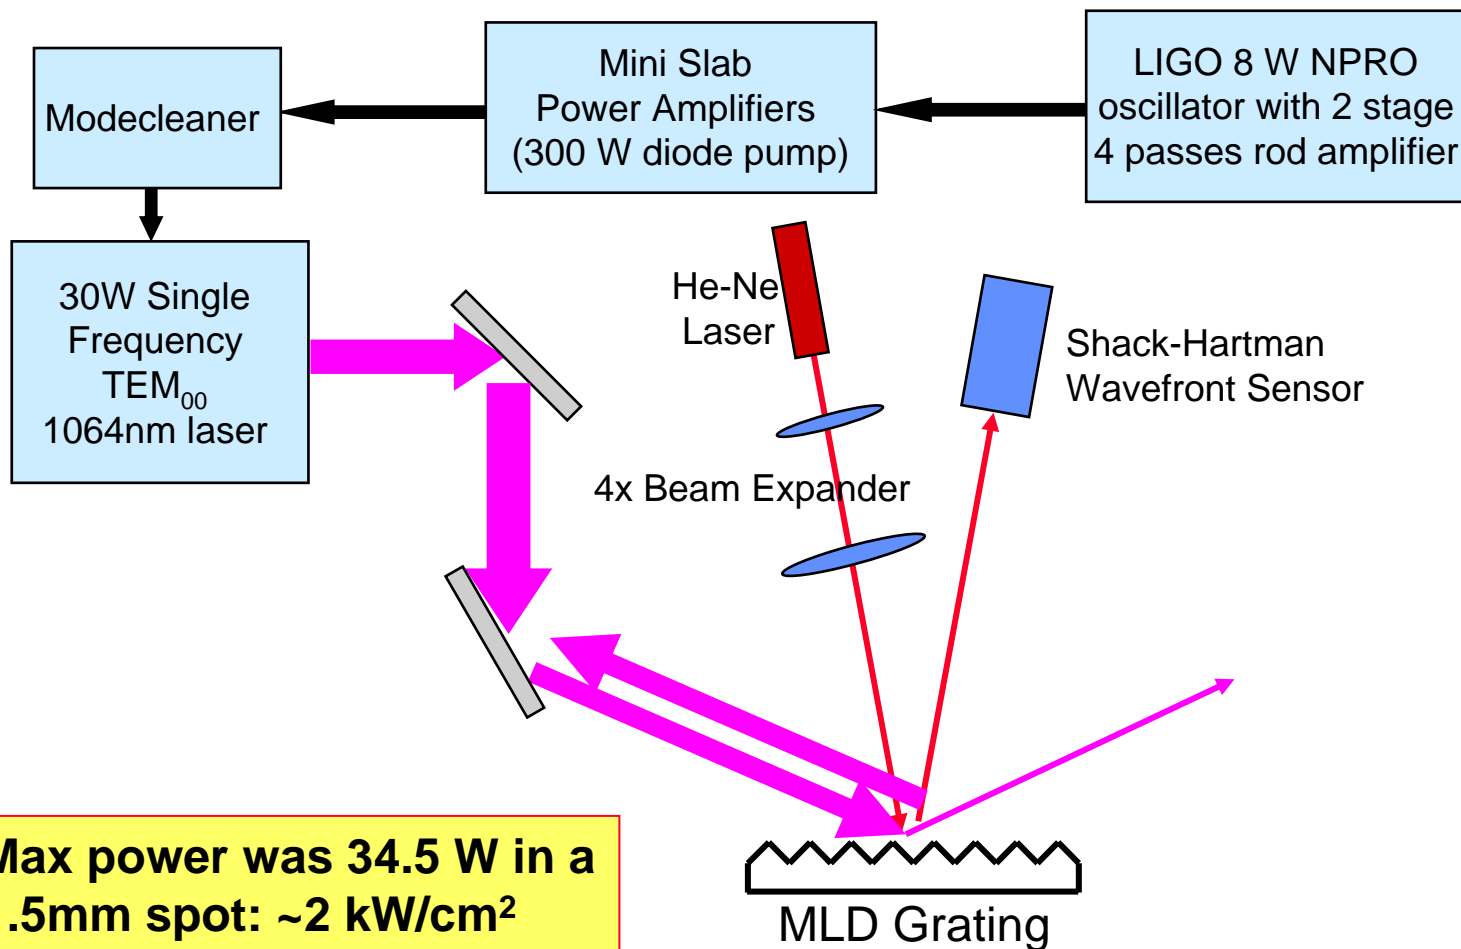 Modecleaner
Mini Slab
Power Amplifiers
(300 W diode pump)
LIGO 8 W NPRO
oscillator with 2 stage
4 passes rod amplifier
30W Single
Frequency
TEM₀₀
1064nm laser
He-Ne
Laser
Shack-Hartman
Wavefront Sensor
4x Beam Expander
Max power was 34.5 W in a
.5mm spot: ~2 kW/cm²
MLD Grating